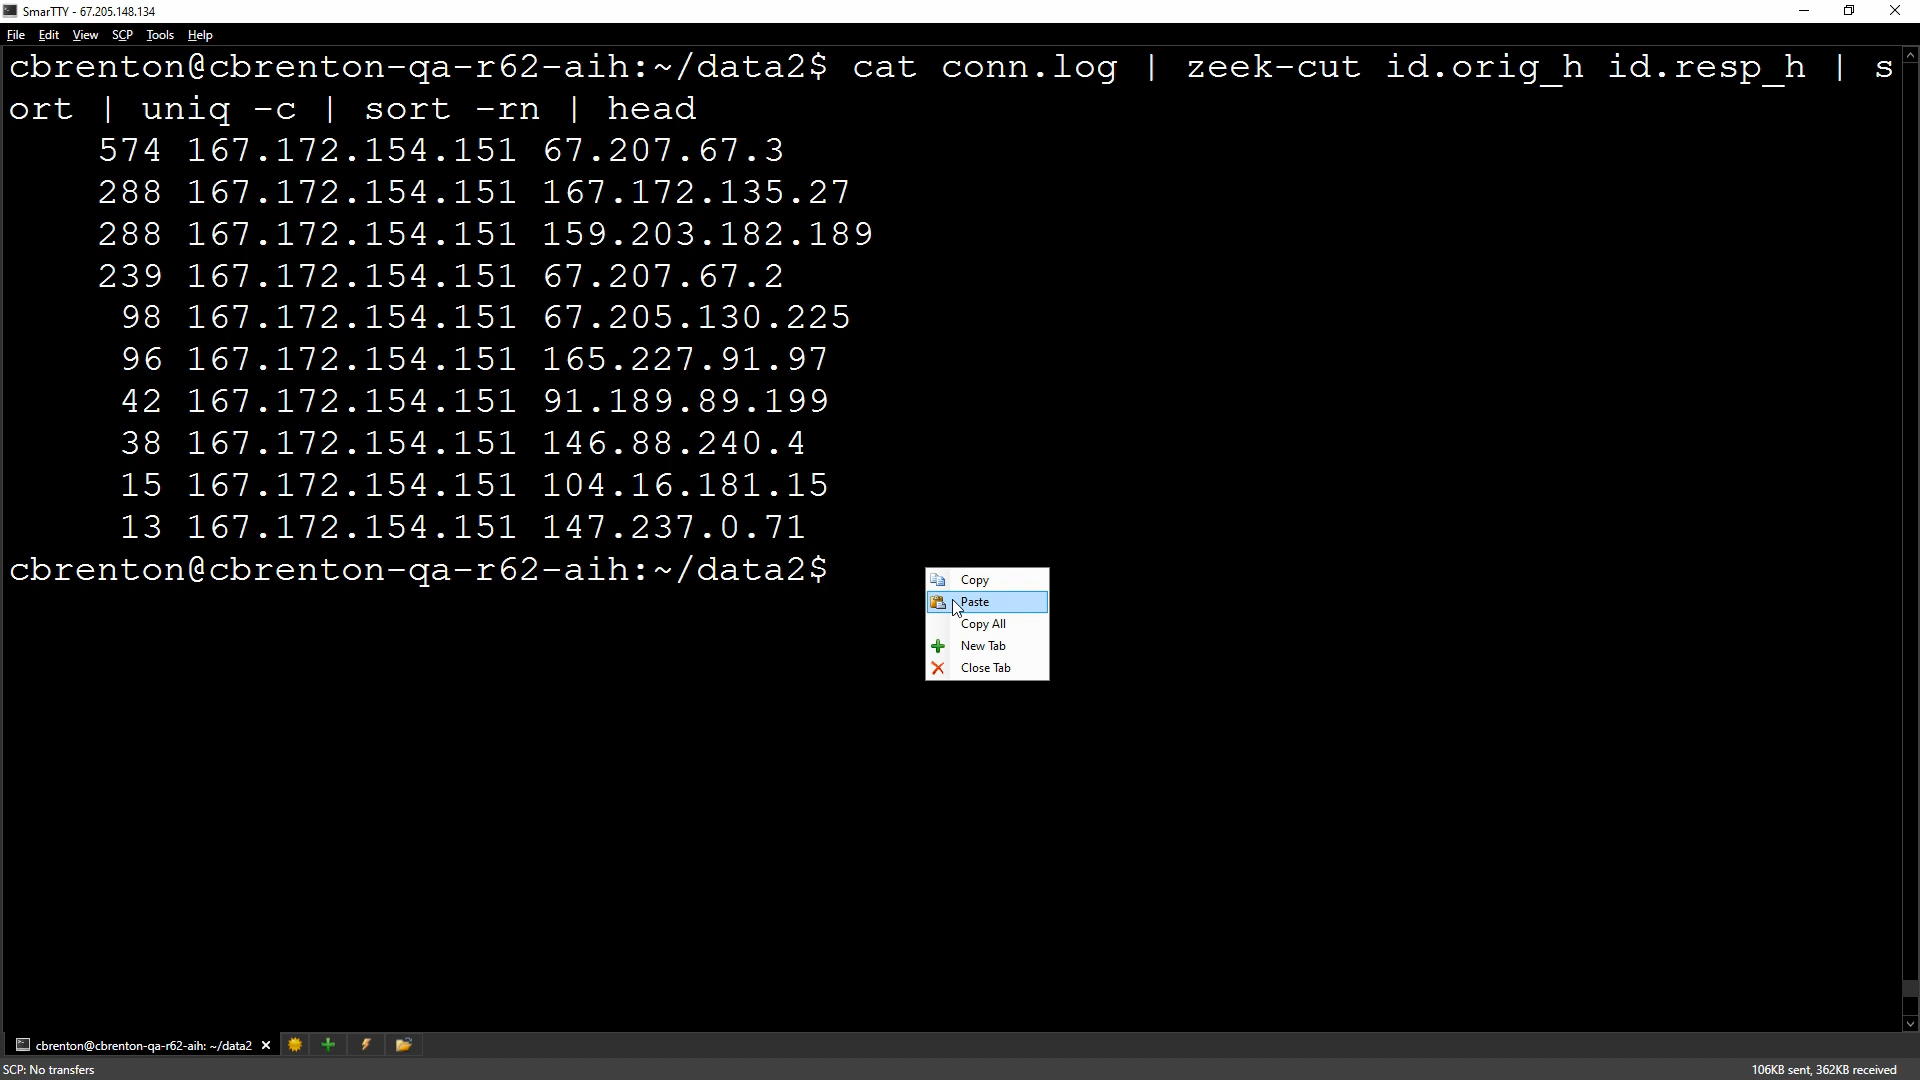 SmarTTY - 67.205.148.134
File Edit View SCP Tools Help
cbrenton@cbrenton-qa-r62-aih:~/data2$ cat conn.log | zeek-cut id.orig_h id.resp_h | s
ort | uniq -c | sort -rn | head
574 167.172.154.151 67.207.67.3
288 167.172.154.151 167.172.135.27
288 167.172.154.151 159.203.182.189
239 167.172.154.151 67.207.67.2
98 167.172.154.151 67.205.130.225
96 167.172.154.151 165.227.91.97
42 167.172.154.151 91.189.89.199
38 167.172.154.151 146.88.240.4
15 167.172.154.151 104.16.181.15
13 167.172.154.151 147.237.0.71
cbrenton@cbrenton-qa-r62-aih:~/data2$
Copy
Paste
Copy All
New Tab
Close Tab
cbrenton@cbrenton-qa-r62-aih: ~/data2
SCP: No transfers
106KB sent, 362KB received